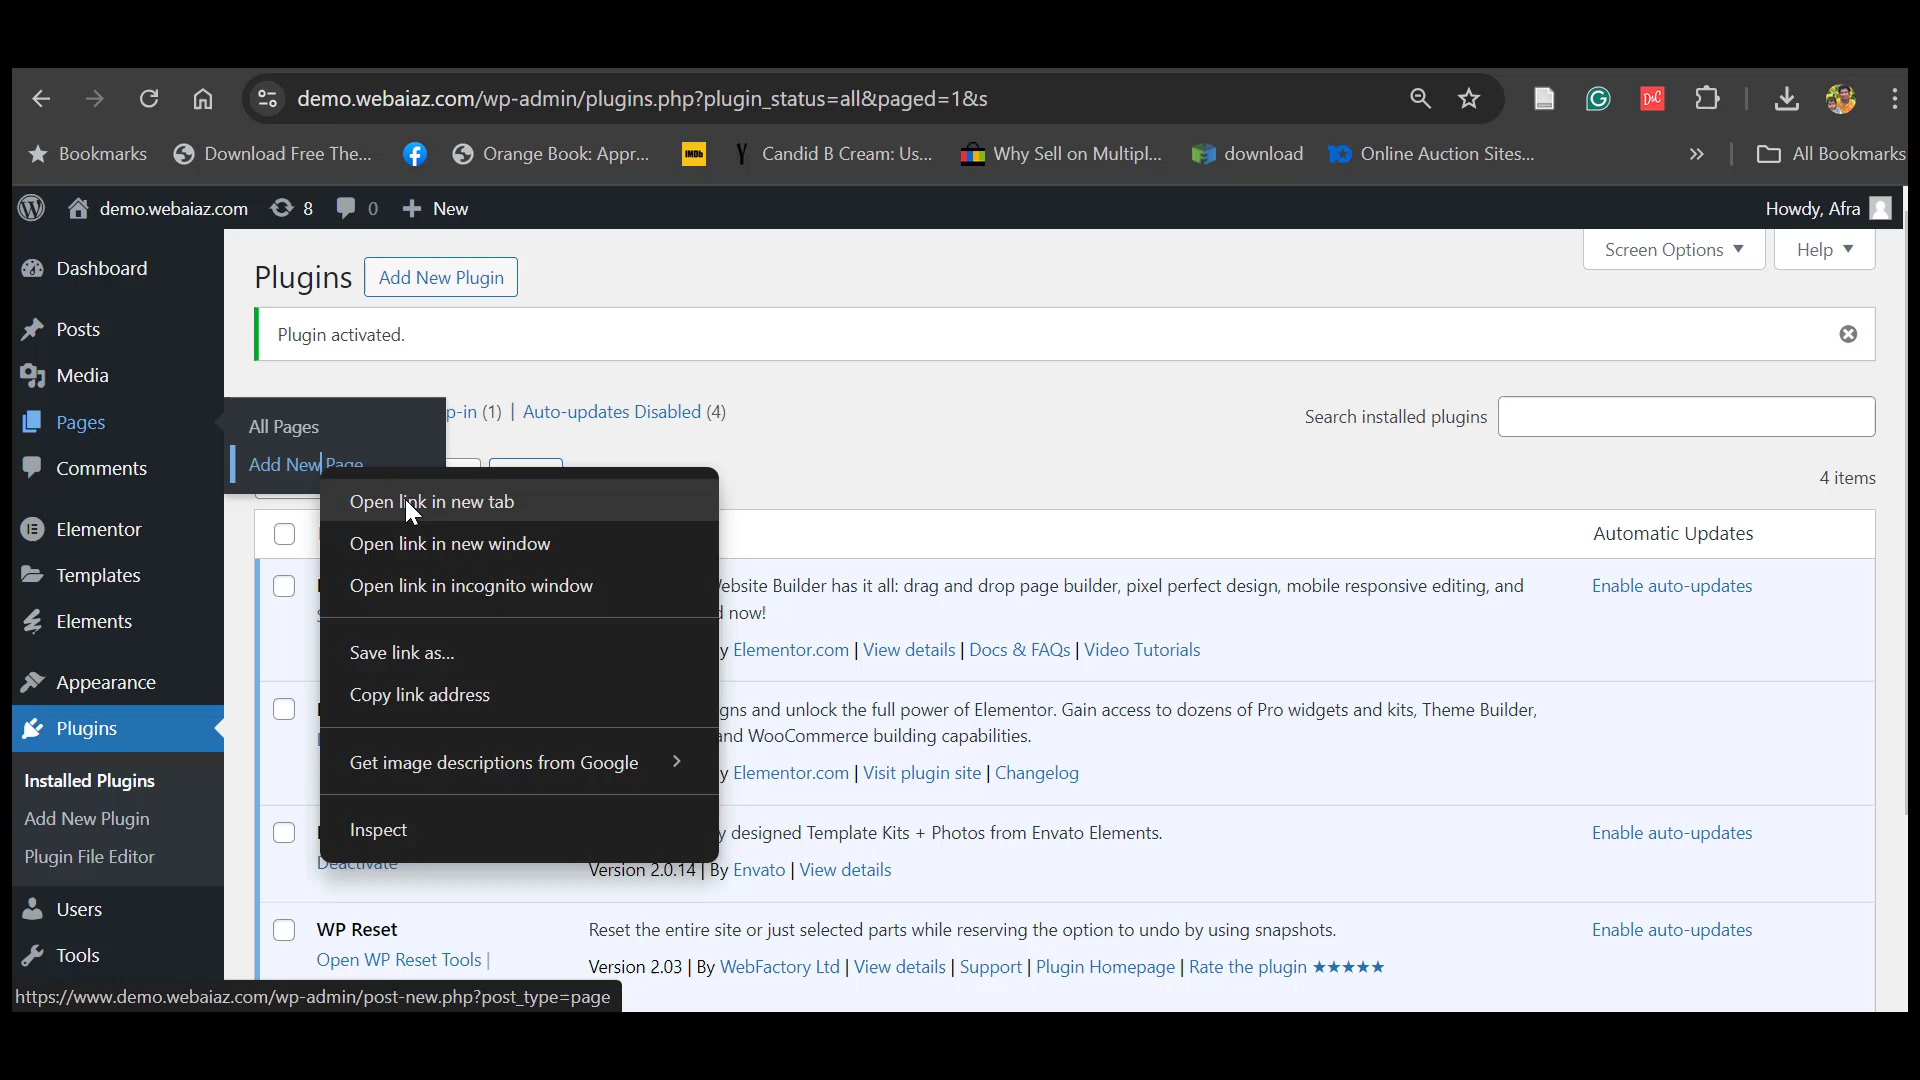 demo.webaiaz.com/wp-admin/plugins.php?plugin_status=all&paged=1&s
Bookmarks Download Free The... Orange Book: Appr... IMDb Candid B Cream: Us... Why Sell on Multipl... download Online Auction Sites... » All Bookmarks
demo.webaiaz.com 8 0 + New Howdy, Afra
Screen Options Help
Dashboard
Posts
Media
Pages
Comments
Elementor
Templates
Elements
Appearance
Plugins
Installed Plugins
Add New Plugin
Plugin File Editor
Users
Tools
Plugins Add New Plugin
Plugin activated.
All Pages
Add New Page
p-in (1) | Auto-updates Disabled (4)
Search installed plugins
4 items
Open link in new tab
Open link in new window
Open link in incognito window
Save link as...
Copy link address
Get image descriptions from Google
Inspect
Automatic Updates
ebsite Builder has it all: drag and drop page builder, pixel perfect design, mobile responsive editing, and
now!
y Elementor.com | View details | Docs & FAQs | Video Tutorials
Enable auto-updates
gns and unlock the full power of Elementor. Gain access to dozens of Pro widgets and kits, Theme Builder,
and WooCommerce building capabilities.
y Elementor.com | Visit plugin site | Changelog
y designed Template Kits + Photos from Envato Elements.
Enable auto-updates
Deactivate
Version 2.0.14 | By Envato | View details
WP Reset
Reset the entire site or just selected parts while reserving the option to undo by using snapshots.
Enable auto-updates
Open WP Reset Tools |
Version 2.03 | By WebFactory Ltd | View details | Support | Plugin Homepage | Rate the plugin ★★★★★
https://www.demo.webaiaz.com/wp-admin/post-new.php?post_type=page